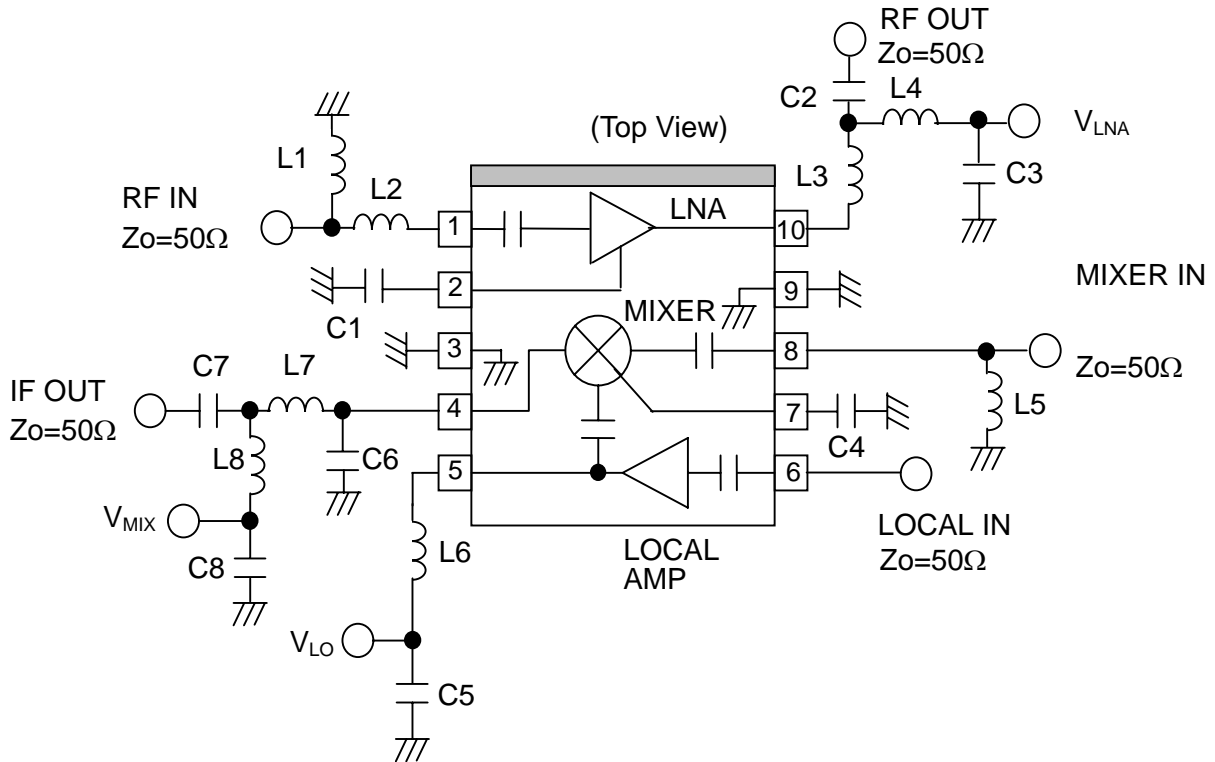 RF OUT
Zo=50Ω
C2
L4
V_LNA
(Top View)
L1
L3
C3
RF IN
Zo=50Ω
L2
LNA
1
10
2
9
MIXER IN
C1
MIXER
3
8
Zo=50Ω
C7
L7
IF OUT
Zo=50Ω
4
7
C4
L5
L8
C6
5
6
V_MIX
LOCAL IN
Zo=50Ω
C8
L6
LOCAL
AMP
V_LO
C5